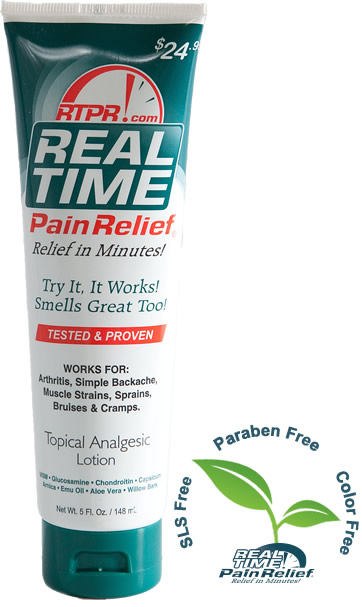 $24.9
RTPR.com
REAL
TIME
Pain Relief®
Relief in Minutes!
Try It, It Works!
Smells Great Too!
TESTED & PROVEN
WORKS FOR:
Arthritis, Simple Backache,
Muscle Strains, Sprains,
Bruises & Cramps.
Topical Analgesic
Lotion
MSM • Glucosamine • Chondroitin • Capsicum
Arnica • Emu Oil • Aloe Vera • Willow Bark
Net Wt. 5 Fl. Oz. / 148 mL
SLS Free
Paraben Free
Color Free
REAL
TIME
Pain Relief
Relief in Minutes!